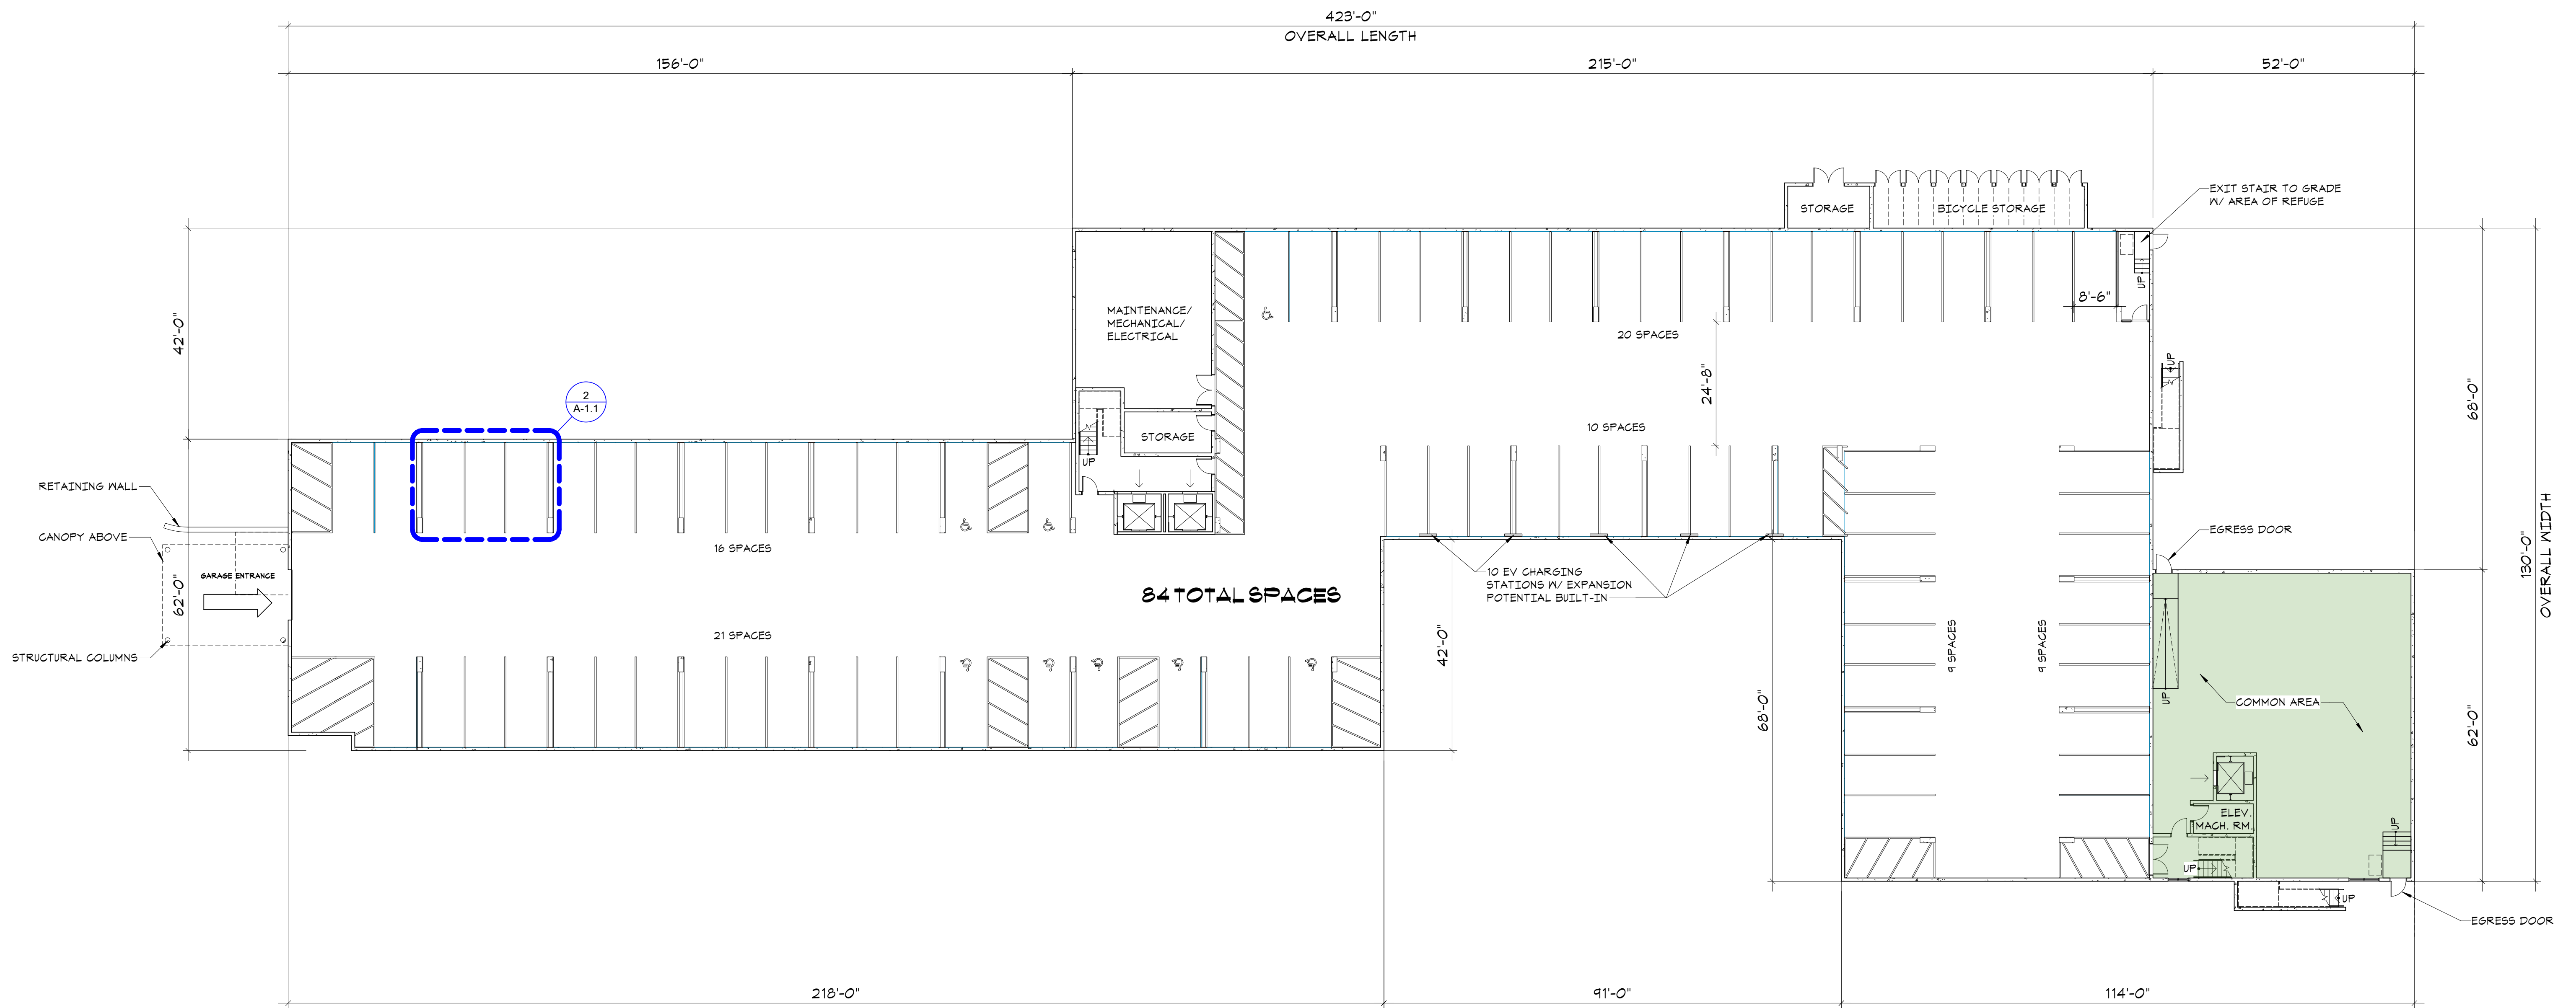 423'-0"
OVERALL LENGTH
156'-0"
215'-0"
52'-0"
EXIT STAIR TO GRADE
W/ AREA OF REFUGE
STORAGE
BICYCLE STORAGE
UP
8'-6"
MAINTENANCE/
MECHANICAL/
ELECTRICAL
42'-0"
20 SPACES
24'-8"
UP
68'-0"
2
A-1.1
10 SPACES
STORAGE
UP
RETAINING WALL
CANOPY ABOVE
16 SPACES
EGRESS DOOR
130'-0"
OVERALL WIDTH
GARAGE ENTRANCE
62'-0"
10 EV CHARGING
STATIONS W/ EXPANSION
POTENTIAL BUILT-IN
84 TOTAL SPACES
21 SPACES
42'-0"
9 SPACES
9 SPACES
STRUCTURAL COLUMNS
68'-0"
UP
COMMON AREA
62'-0"
ELEV.
MACH. RM.
UP
UP
UP
EGRESS DOOR
218'-0"
91'-0"
114'-0"